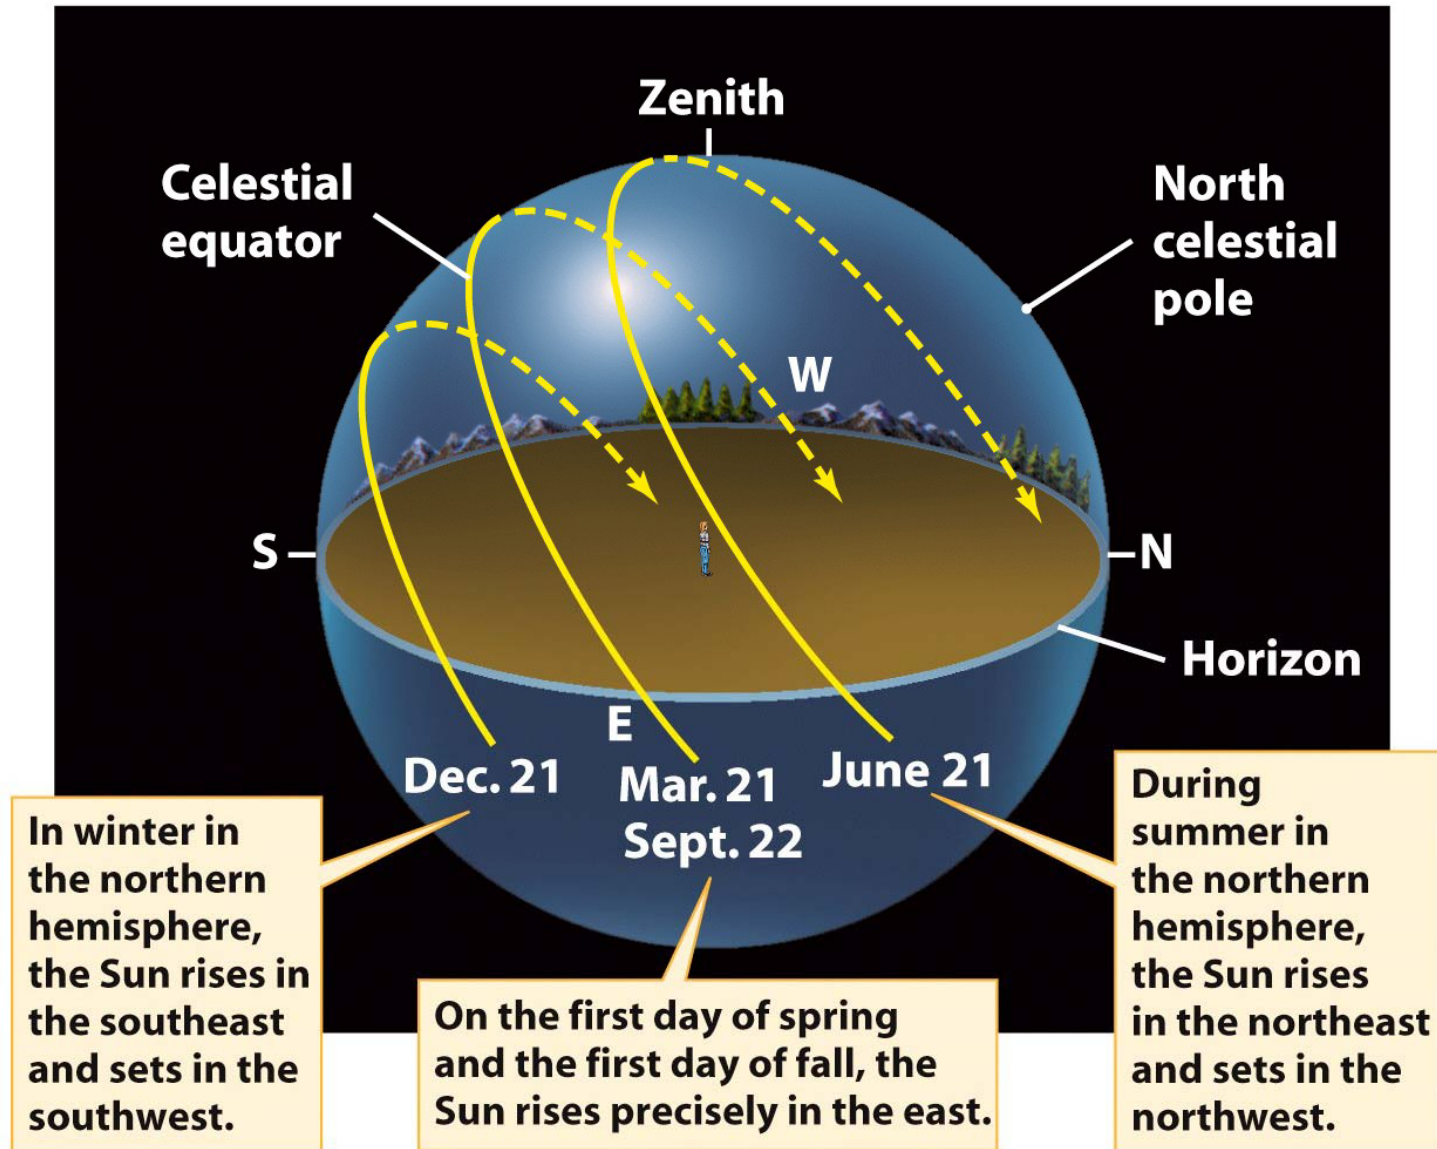 Zenith
Celestial
equator
North
celestial
pole
W
S
N
Horizon
E
Dec. 21
Mar. 21
Sept. 22
June 21
In winter in
the northern
hemisphere,
the Sun rises in
the southeast
and sets in the
southwest.
On the first day of spring
and the first day of fall, the
Sun rises precisely in the east.
During
summer in
the northern
hemisphere,
the Sun rises
in the northeast
and sets in the
northwest.